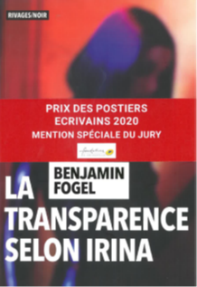 RIVAGES/NOIR
PRIX DES POSTIERS
ECRIVAINS 2020
MENTION SPÉCIALE DU JURY
BENJAMIN
FOGEL
LA
TRANSPARENCE
SELON IRINA